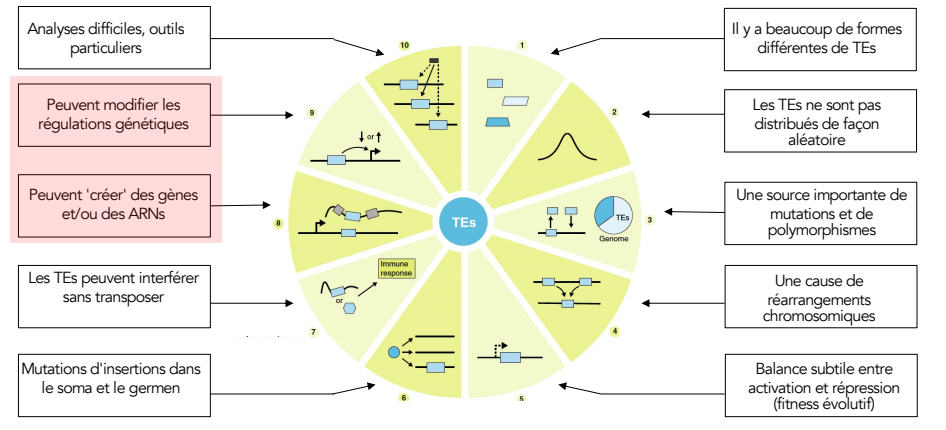 Analyses difficiles, outils
particuliers
Peuvent modifier les
régulations génétiques
Peuvent 'créer' des gènes
et/ou des ARNs
Les TEs peuvent interférer
sans transposer
Mutations d'insertions dans
le soma et le germen
10
1
9
2
8
3
7
4
6
5
↓ or ↑
TEs
TEs
Genome
Immune
response
or
Il y a beaucoup de formes
différentes de TEs
Les TEs ne sont pas
distribués de façon
aléatoire
Une source importante de
mutations et de
polymorphismes
Une cause de
réarrangements
chromosomiques
Balance subtile entre
activation et répression
(fitness évolutif)